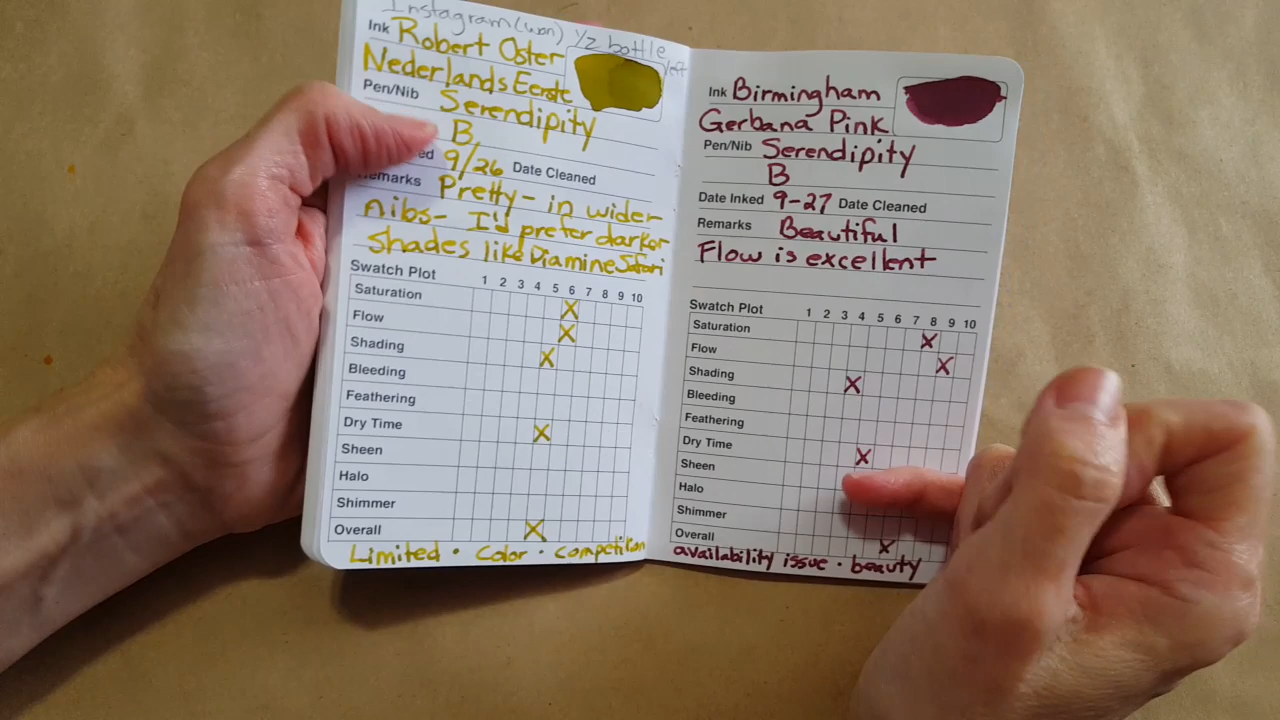 Instagram (won) 1/2 bottle
left
Ink Robert Oster
Nederlands Eerste
Pen/Nib Serendipity
B
ed 9/26 Date Cleaned
Remarks Pretty - in wider
nibs - I'd prefer darker
shades like Diamine Safari
Swatch Plot 1 2 3 4 5 6 7 8 9 10
Saturation X
Flow X
Shading X
Bleeding
Feathering
Dry Time X
Sheen
Halo
Shimmer
Overall X
Limited · Color · competition
Ink Birmingham
Gerbana Pink
Pen/Nib Serendipity
B
Date Inked 9-27 Date Cleaned
Remarks Beautiful
Flow is excellent
Swatch Plot 1 2 3 4 5 6 7 8 9 10
Saturation X
Flow X
Shading X
Bleeding
Feathering
Dry Time X
Sheen
Halo
Shimmer
Overall X
availability issue · beauty